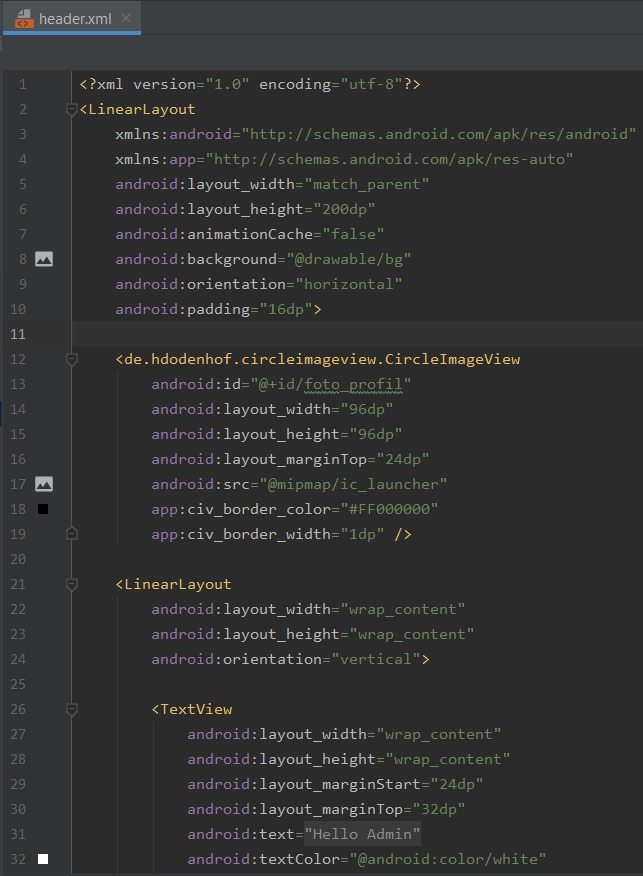 header.xml
1 <?xml version="1.0" encoding="utf-8"?>
2 <LinearLayout
3 xmlns:android="http://schemas.android.com/apk/res/android"
4 xmlns:app="http://schemas.android.com/apk/res-auto"
5 android:layout_width="match_parent"
6 android:layout_height="200dp"
7 android:animationCache="false"
8 android:background="@drawable/bg"
9 android:orientation="horizontal"
10 android:padding="16dp">
11
12 <de.hdodenhof.circleimageview.CircleImageView
13 android:id="@+id/foto_profil"
14 android:layout_width="96dp"
15 android:layout_height="96dp"
16 android:layout_marginTop="24dp"
17 android:src="@mipmap/ic_launcher"
18 app:civ_border_color="#FF000000"
19 app:civ_border_width="1dp" />
20
21 <LinearLayout
22 android:layout_width="wrap_content"
23 android:layout_height="wrap_content"
24 android:orientation="vertical">
25
26 <TextView
27 android:layout_width="wrap_content"
28 android:layout_height="wrap_content"
29 android:layout_marginStart="24dp"
30 android:layout_marginTop="32dp"
31 android:text="Hello Admin"
32 android:textColor="@android:color/white"